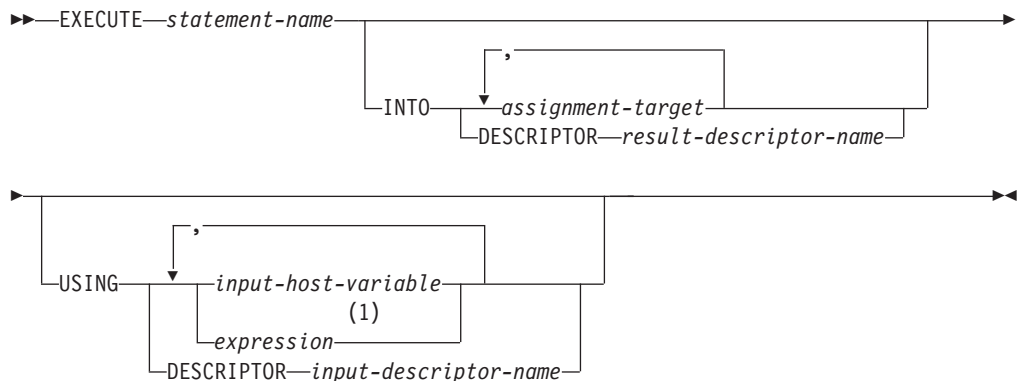 EXECUTE statement-name
,
INTO assignment-target
DESCRIPTOR result-descriptor-name
,
USING input-host-variable
(1)
expression
DESCRIPTOR input-descriptor-name